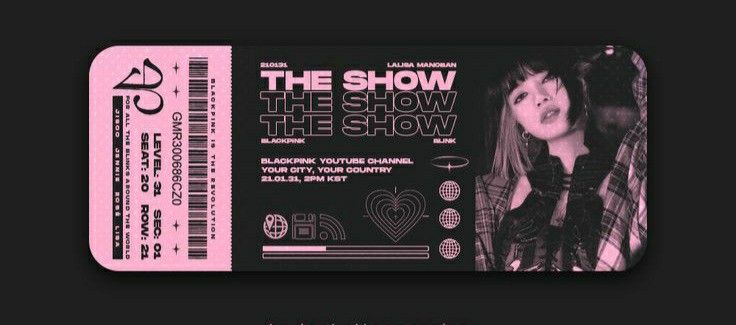 FOR ALL THE BLINKS AROUND THE WORLD
JISOO JENNIE ROSÉ LISA
LEVEL: 31 SEC: 01
SEAT: 20 ROW: 21
GMR300686CZ0
BLACKPINK IS THE REVOLUTION
210131 LALISA MANOBAN
THE SHOW
THE SHOW
THE SHOW
BLACKPINK BLINK
BLACKPINK YOUTUBE CHANNEL
YOUR CITY, YOUR COUNTRY
21.01.31, 2PM KST